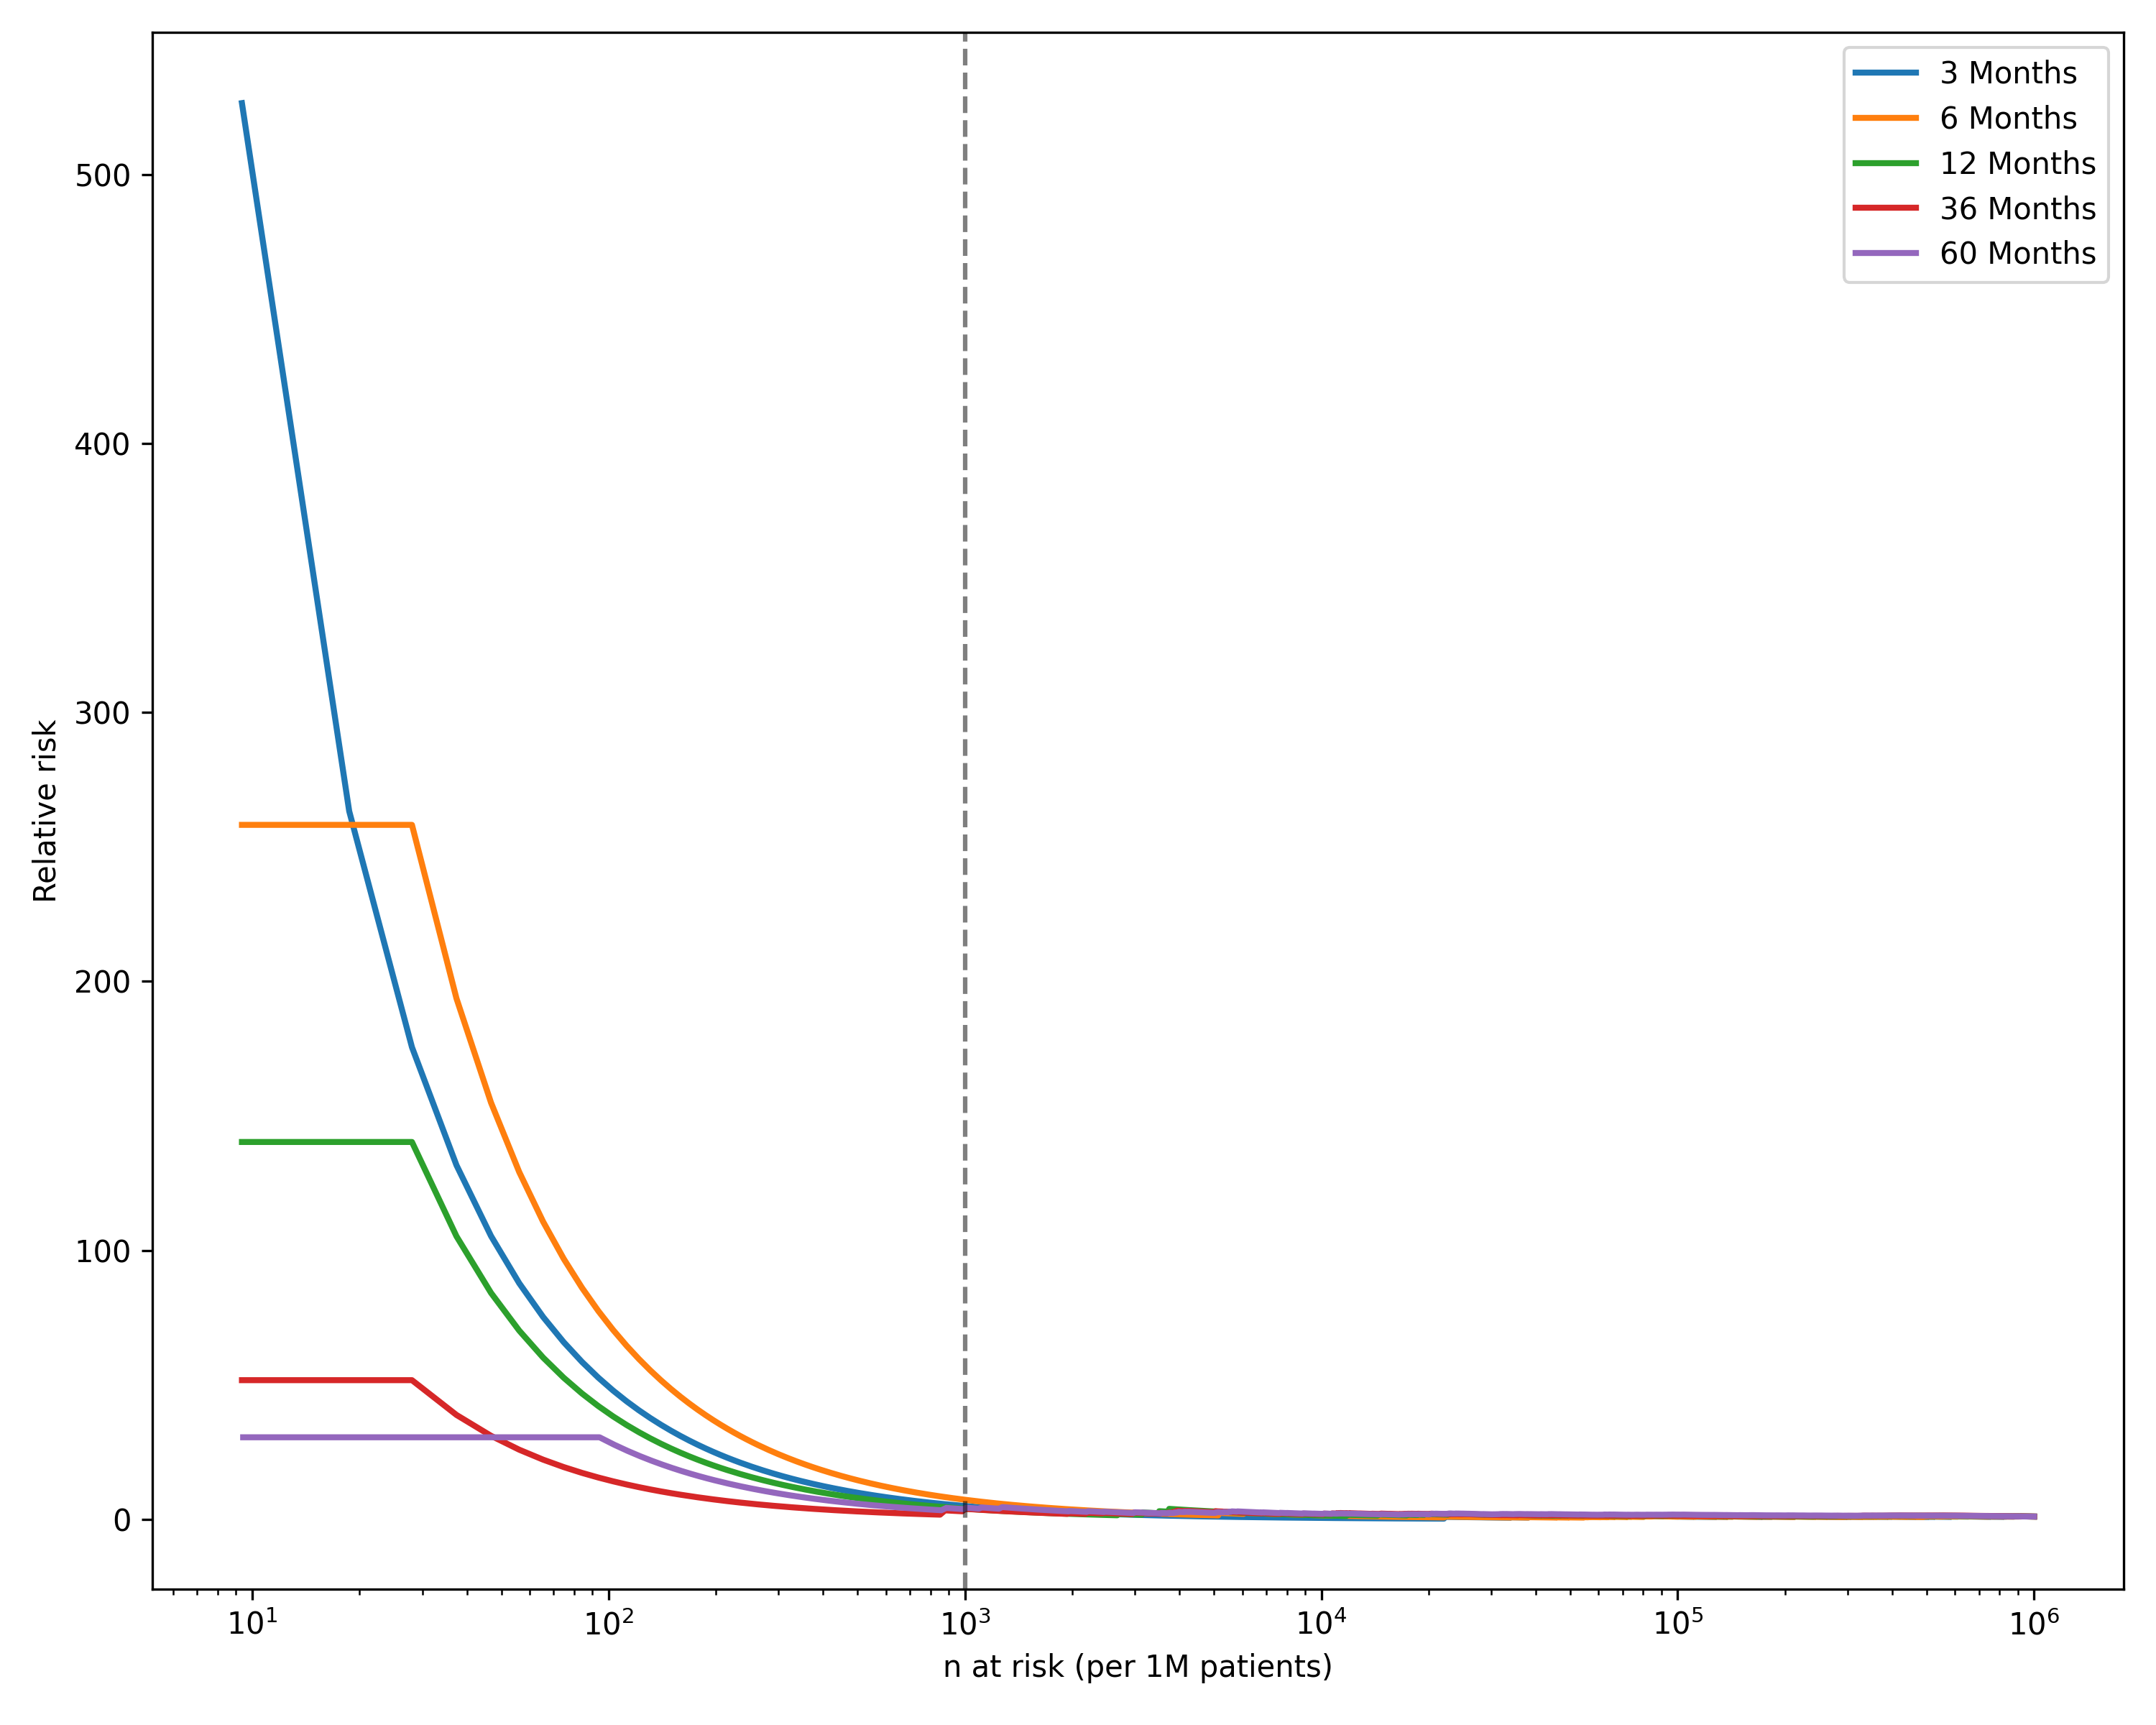 3 Months
6 Months
12 Months
36 Months
60 Months
500
400
300
200
100
0
Relative risk
10¹ 10² 10³ 10⁴ 10⁵ 10⁶
n at risk (per 1M patients)